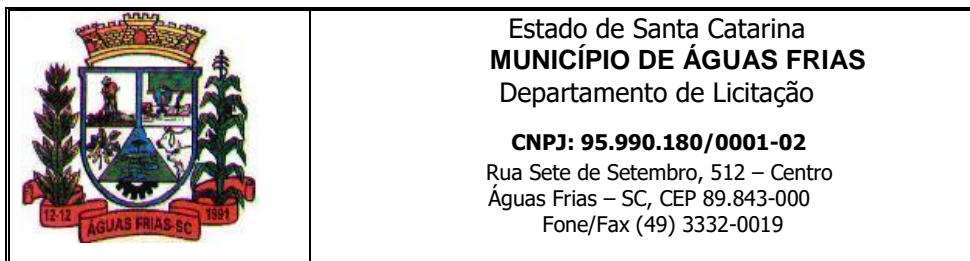 12-12
ÁGUAS FRIAS-SC
1991
Estado de Santa Catarina
MUNICÍPIO DE ÁGUAS FRIAS
Departamento de Licitação
CNPJ: 95.990.180/0001-02
Rua Sete de Setembro, 512 – Centro
Águas Frias – SC, CEP 89.843-000
Fone/Fax (49) 3332-0019